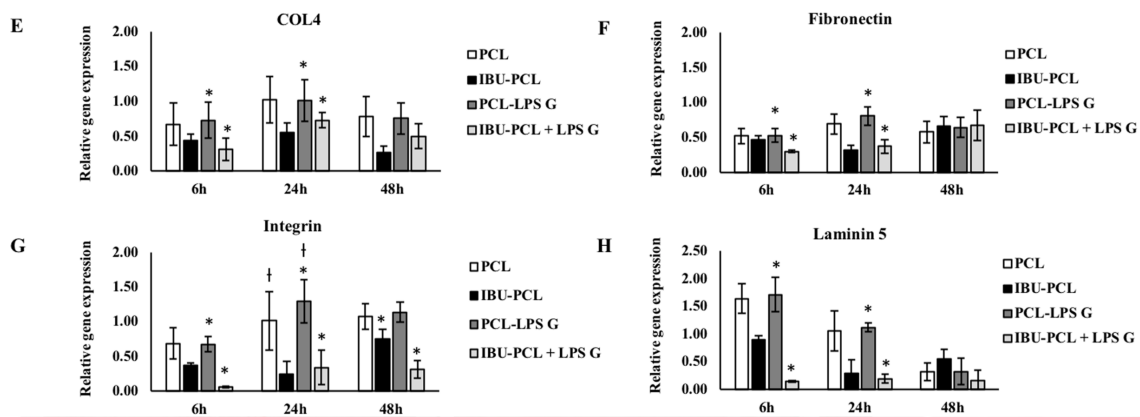 E
COL4
Relative gene expression
2.00
1.50
1.00
0.50
0.00
* * * *
6h 24h 48h
PCL
IBU-PCL
PCL-LPS G
IBU-PCL + LPS G
F
Fibronectin
Relative gene expression
2.00
1.50
1.00
0.50
0.00
* * * *
6h 24h 48h
PCL
IBU-PCL
PCL-LPS G
IBU-PCL + LPS G
G
Integrin
Relative gene expression
2.00
1.50
1.00
0.50
0.00
ƚ ƚ
* * * * *
6h 24h 48h
PCL
IBU-PCL
PCL-LPS G
IBU-PCL + LPS G
H
Laminin 5
Relative gene expression
2.50
2.00
1.50
1.00
0.50
0.00
* * * *
6h 24h 48h
PCL
IBU-PCL
PCL-LPS G
IBU-PCL + LPS G